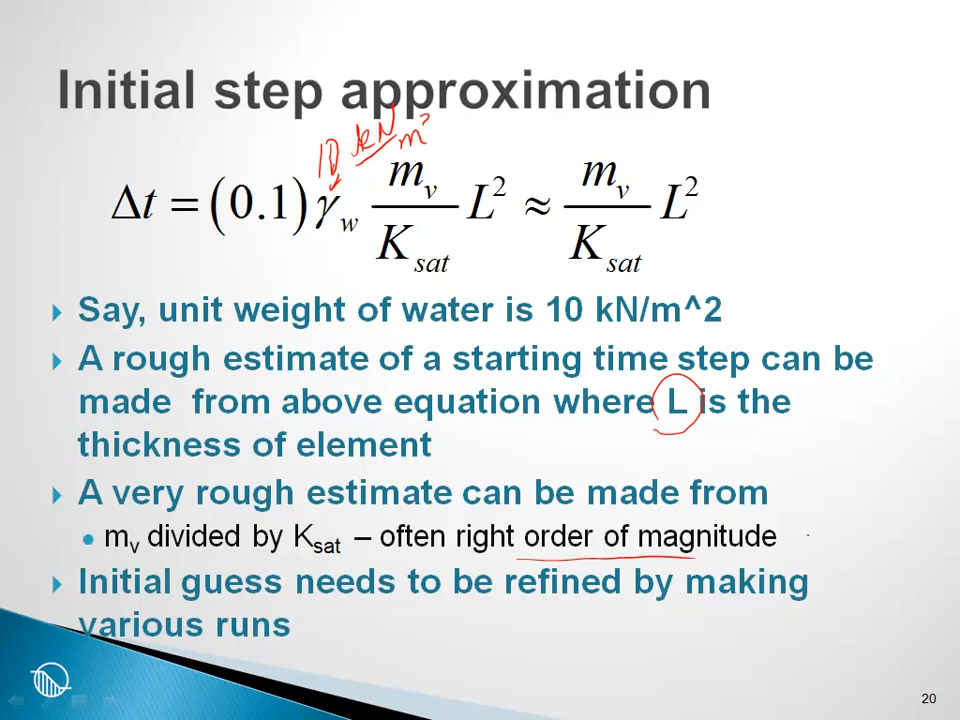 Initial step approximation
10 kN/m³
Δt = (0.1) γw mv/Ksat L² ≈ mv/Ksat L²
Say, unit weight of water is 10 kN/m^2
A rough estimate of a starting time step can be
made from above equation where L is the
thickness of element
A very rough estimate can be made from
mv divided by Ksat – often right order of magnitude
Initial guess needs to be refined by making
various runs
20